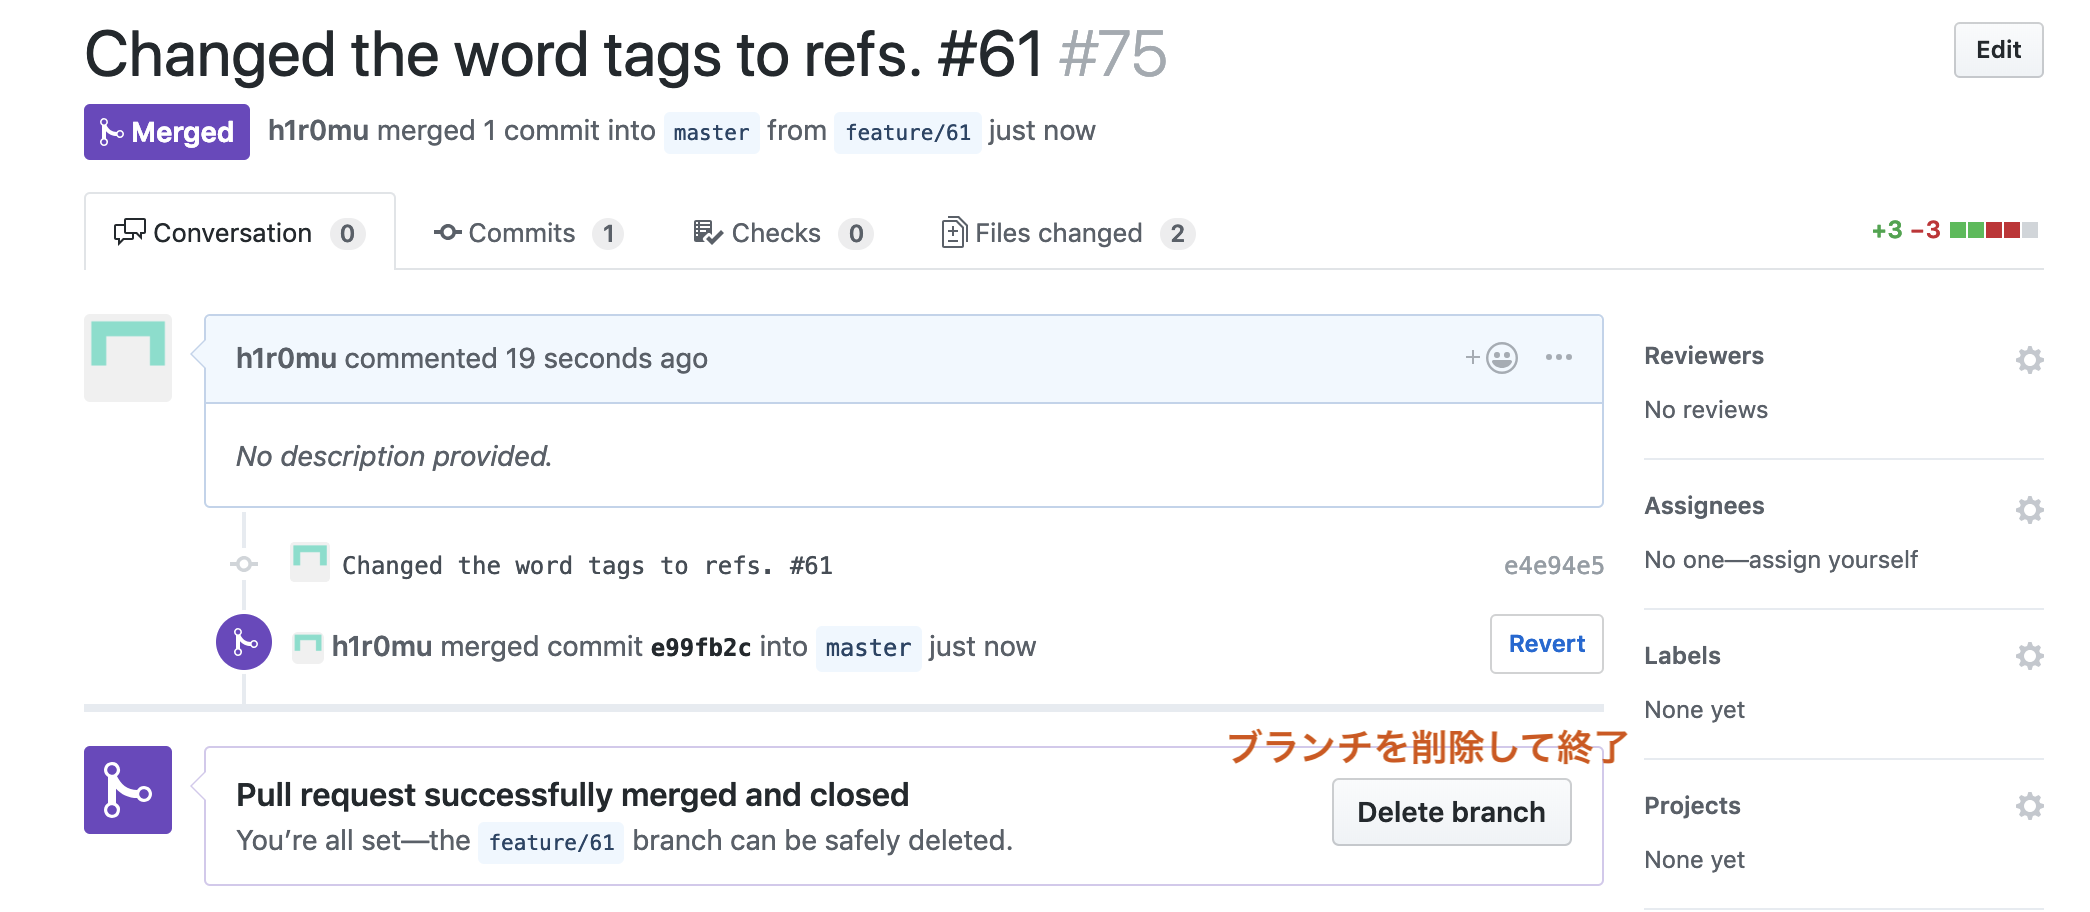 Changed the word tags to refs. #61 #75
Edit
Merged h1r0mu merged 1 commit into master from feature/61 just now
Conversation 0 Commits 1 Checks 0 Files changed 2 +3 −3
h1r0mu commented 19 seconds ago
No description provided.
Changed the word tags to refs. #61 e4e94e5
h1r0mu merged commit e99fb2c into master just now
Revert
ブランチを削除して終了
Pull request successfully merged and closed
You’re all set—the feature/61 branch can be safely deleted.
Delete branch
Reviewers
No reviews
Assignees
No one—assign yourself
Labels
None yet
Projects
None yet